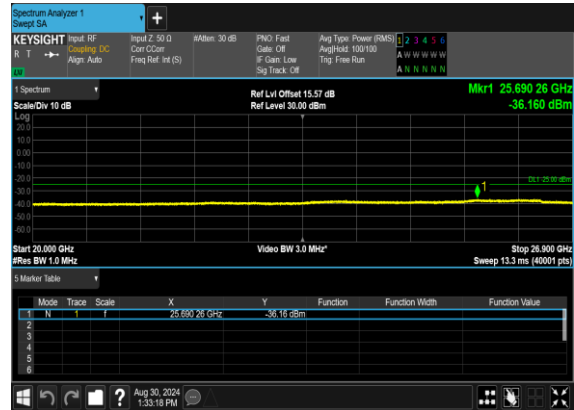 Spectrum Analyzer 1
Swept SA
+
KEYSIGHT Input: RF Input Z: 50 Ω #Atten: 30 dB PNO: Fast Avg Type: Power (RMS) 1 2 3 4 5 6
R T Coupling: DC Corr CCorr Gate: Off Avg|Hold: 100/100 A W W W W W
Align: Auto Freq Ref: Int (S) IF Gain: Low Trig: Free Run
Sig Track: Off A N N N N N
1 Spectrum Ref Lvl Offset 15.57 dB Mkr1 25.690 26 GHz
Scale/Div 10 dB Ref Level 30.00 dBm -36.160 dBm
Log
20.0
10.0
0.00
-10.0
-20.0 DL1 -25.00 dBm
-30.0 1
-40.0
-50.0
-60.0
Start 20.000 GHz Video BW 3.0 MHz* Stop 26.900 GHz
#Res BW 1.0 MHz Sweep 13.3 ms (40001 pts)
5 Marker Table
Mode Trace Scale X Y Function Function Width Function Value
1 N 1 f 25.690 26 GHz -36.16 dBm
2
3
4
5
6
? Aug 30, 2024
1:33:18 PM